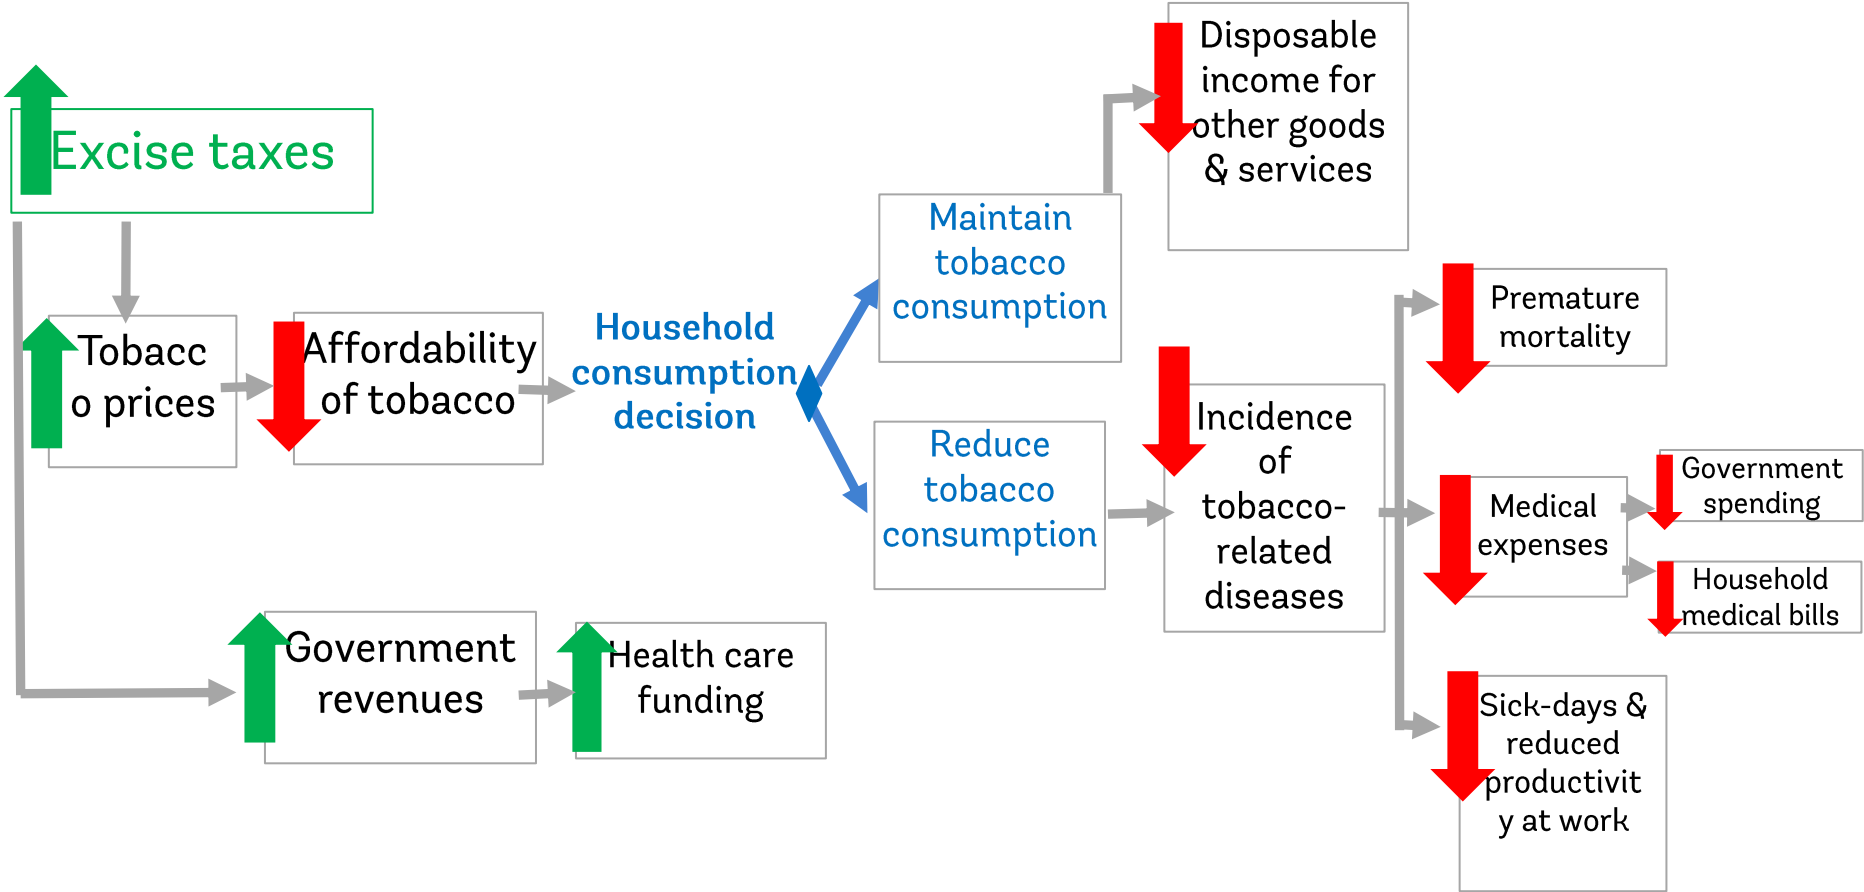 Excise taxes
Tobacc
o prices
Affordability
of tobacco
Household
consumption
decision
Maintain
tobacco
consumption
Disposable
income for
other goods
& services
Reduce
tobacco
consumption
Incidence
of
tobacco-
related
diseases
Premature
mortality
Medical
expenses
Government
spending
Household
medical bills
Sick-days &
reduced
productivit
y at work
Government
revenues
Health care
funding